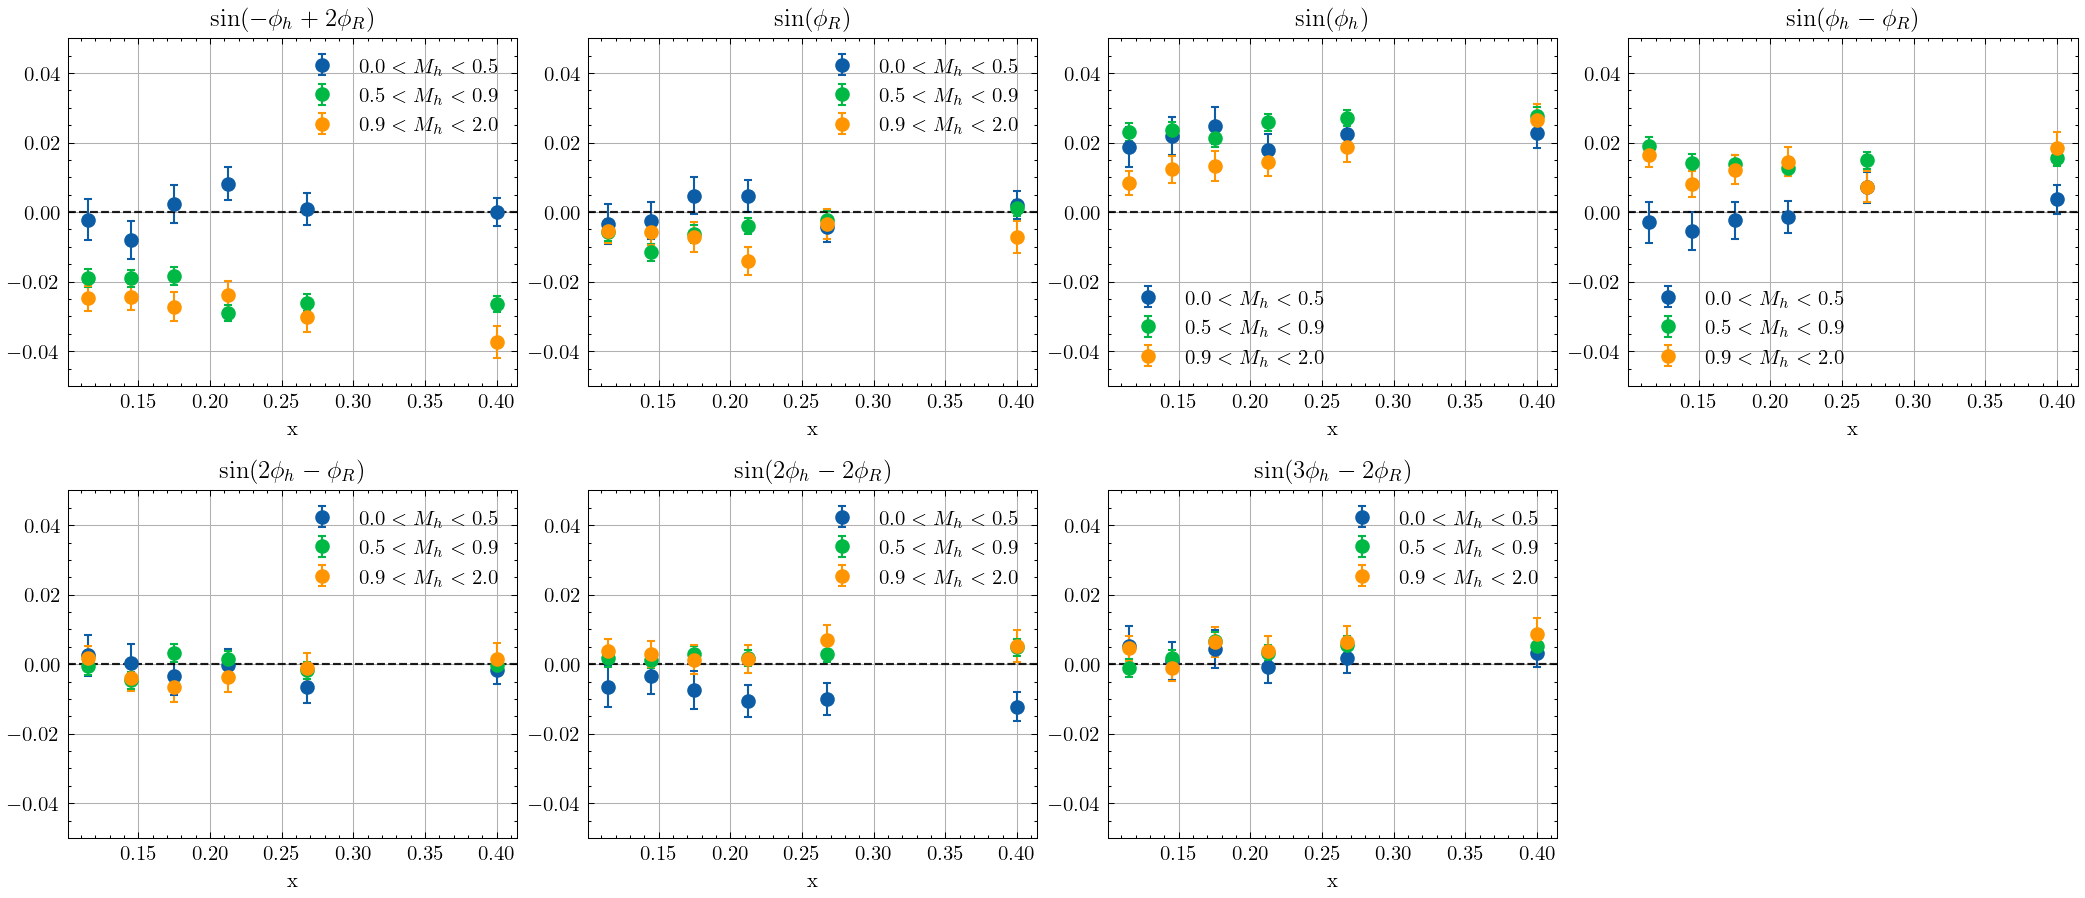 sin(−ϕ_h + 2ϕ_R)
0.04
0.02
0.00
−0.02
−0.04
0.0 < M_h < 0.5
0.5 < M_h < 0.9
0.9 < M_h < 2.0
0.15 0.20 0.25 0.30 0.35 0.40
x
sin(ϕ_R)
0.04
0.02
0.00
−0.02
−0.04
0.0 < M_h < 0.5
0.5 < M_h < 0.9
0.9 < M_h < 2.0
0.15 0.20 0.25 0.30 0.35 0.40
x
sin(ϕ_h)
0.04
0.02
0.00
−0.02
−0.04
0.0 < M_h < 0.5
0.5 < M_h < 0.9
0.9 < M_h < 2.0
0.15 0.20 0.25 0.30 0.35 0.40
x
sin(ϕ_h − ϕ_R)
0.04
0.02
0.00
−0.02
−0.04
0.0 < M_h < 0.5
0.5 < M_h < 0.9
0.9 < M_h < 2.0
0.15 0.20 0.25 0.30 0.35 0.40
x
sin(2ϕ_h − ϕ_R)
0.04
0.02
0.00
−0.02
−0.04
0.0 < M_h < 0.5
0.5 < M_h < 0.9
0.9 < M_h < 2.0
0.15 0.20 0.25 0.30 0.35 0.40
x
sin(2ϕ_h − 2ϕ_R)
0.04
0.02
0.00
−0.02
−0.04
0.0 < M_h < 0.5
0.5 < M_h < 0.9
0.9 < M_h < 2.0
0.15 0.20 0.25 0.30 0.35 0.40
x
sin(3ϕ_h − 2ϕ_R)
0.04
0.02
0.00
−0.02
−0.04
0.0 < M_h < 0.5
0.5 < M_h < 0.9
0.9 < M_h < 2.0
0.15 0.20 0.25 0.30 0.35 0.40
x